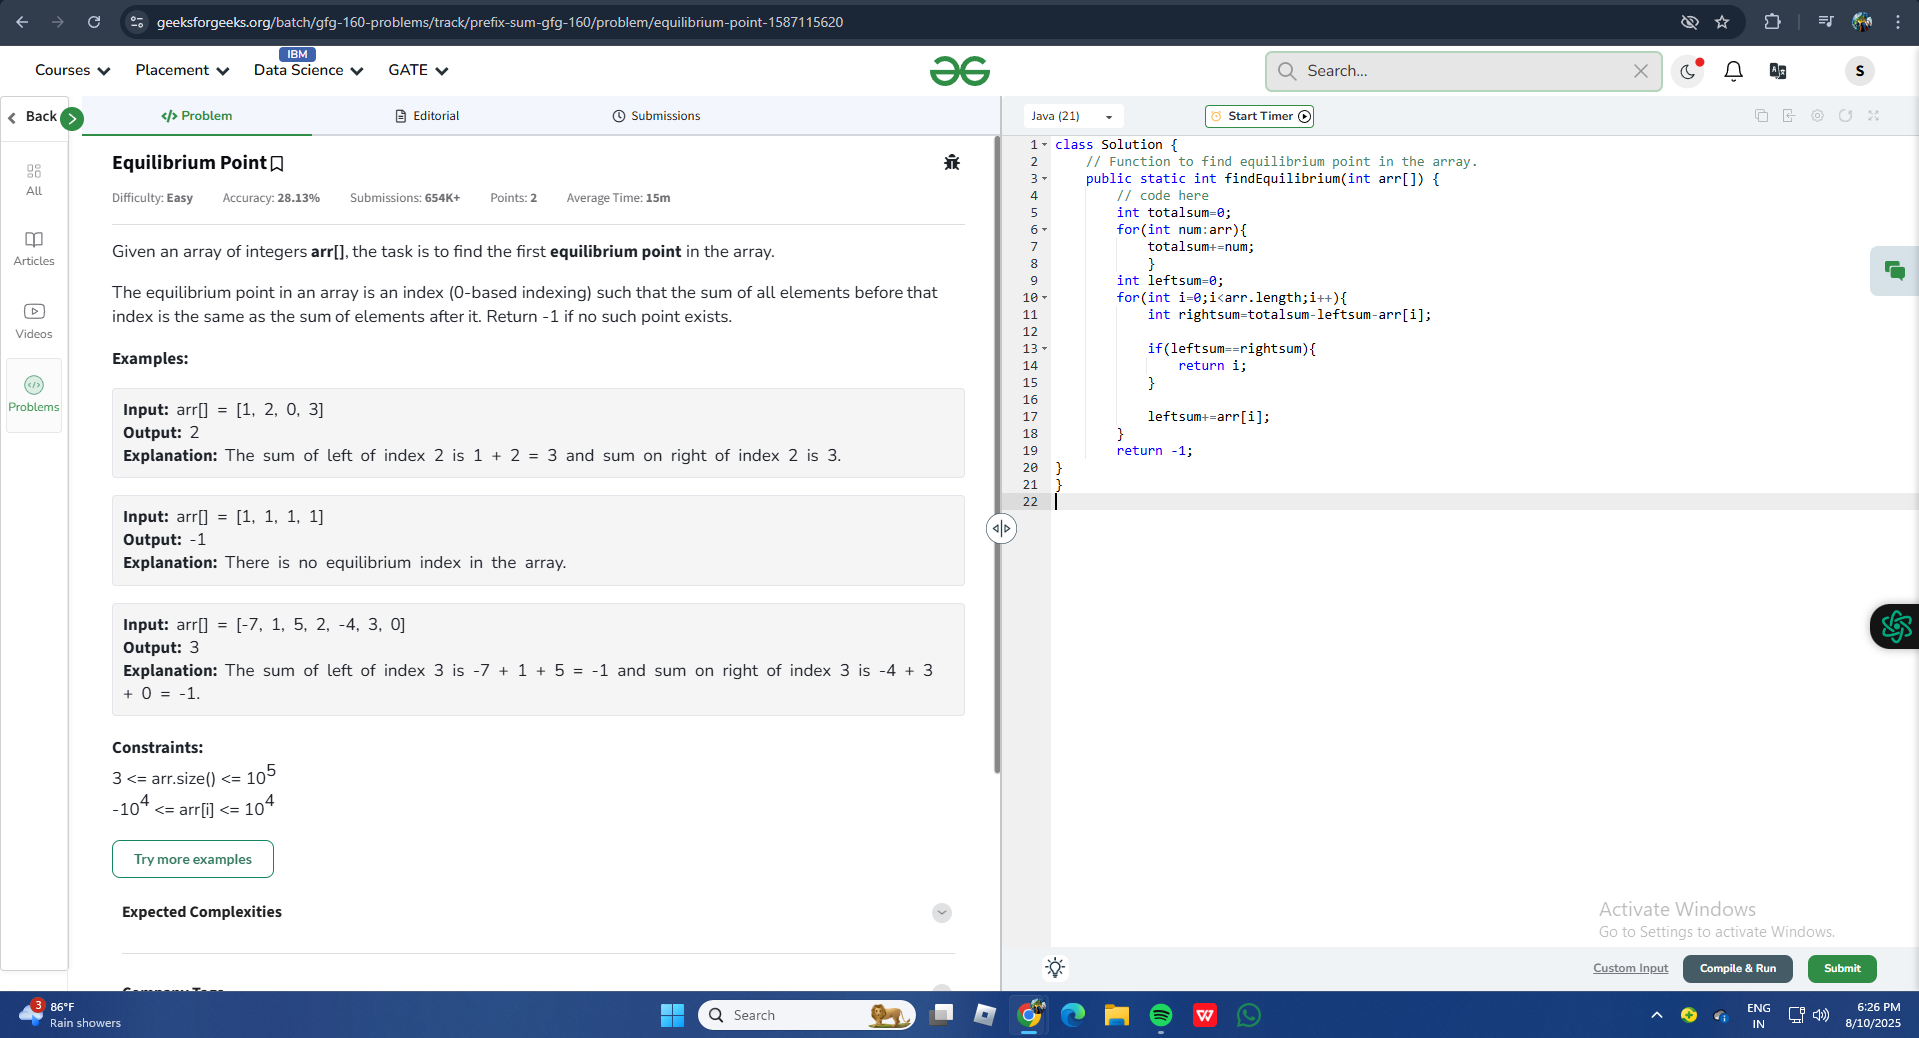 geeksforgeeks.org/batch/gfg-160-problems/track/prefix-sum-gfg-160/problem/equilibrium-point-1587115620
Courses Placement IBM Data Science GATE Search... S
Back Problem Editorial Submissions Java (21) Start Timer
All
Articles
Videos
Problems
Equilibrium Point
Difficulty: Easy Accuracy: 28.13% Submissions: 654K+ Points: 2 Average Time: 15m
Given an array of integers arr[], the task is to find the first equilibrium point in the array.
The equilibrium point in an array is an index (0-based indexing) such that the sum of all elements before that
index is the same as the sum of elements after it. Return -1 if no such point exists.
Examples:
Input: arr[] = [1, 2, 0, 3]
Output: 2
Explanation: The sum of left of index 2 is 1 + 2 = 3 and sum on right of index 2 is 3.
Input: arr[] = [1, 1, 1, 1]
Output: -1
Explanation: There is no equilibrium index in the array.
Input: arr[] = [-7, 1, 5, 2, -4, 3, 0]
Output: 3
Explanation: The sum of left of index 3 is -7 + 1 + 5 = -1 and sum on right of index 3 is -4 + 3
+ 0 = -1.
Constraints:
3 <= arr.size() <= 10^5
-10^4 <= arr[i] <= 10^4
Try more examples
Expected Complexities
Company Tags
1 class Solution {
2 // Function to find equilibrium point in the array.
3 public static int findEquilibrium(int arr[]) {
4 // code here
5 int totalsum=0;
6 for(int num:arr){
7 totalsum+=num;
8 }
9 int leftsum=0;
10 for(int i=0;i<arr.length;i++){
11 int rightsum=totalsum-leftsum-arr[i];
12
13 if(leftsum==rightsum){
14 return i;
15 }
16
17 leftsum+=arr[i];
18 }
19 return -1;
20 }
21 }
22
Activate Windows
Go to Settings to activate Windows.
Custom Input Compile & Run Submit
3 86°F
Rain showers
Search
W
ENG
IN
6:26 PM
8/10/2025